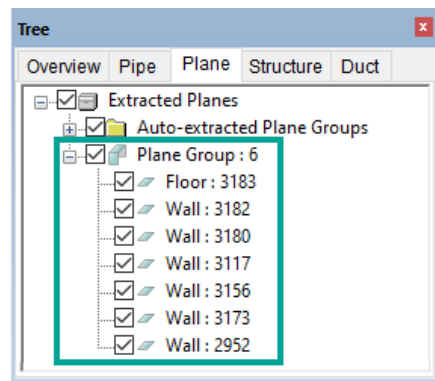 Tree
Overview Pipe Plane Structure Duct
Extracted Planes
Auto-extracted Plane Groups
Plane Group : 6
Floor : 3183
Wall : 3182
Wall : 3180
Wall : 3117
Wall : 3156
Wall : 3173
Wall : 2952